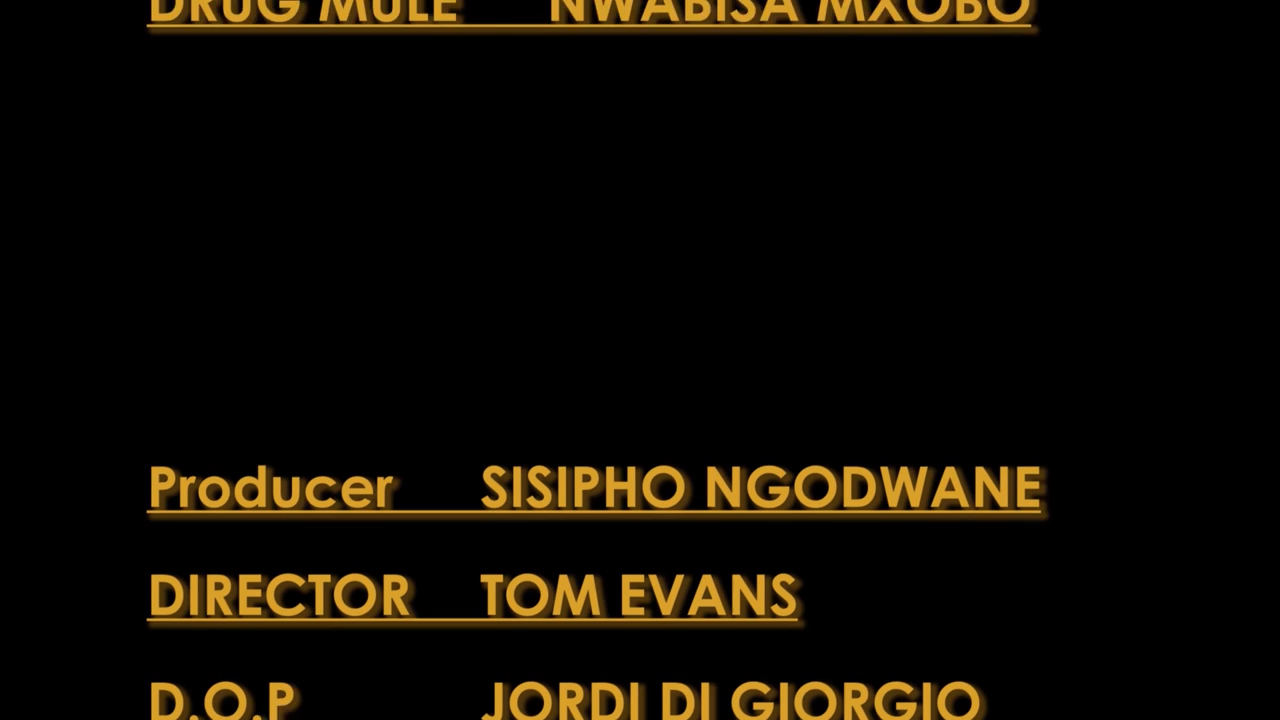 DRUG MULE NWABISA MXOBO
Producer SISIPHO NGODWANE
DIRECTOR TOM EVANS
D.O.P JORDI DI GIORGIO